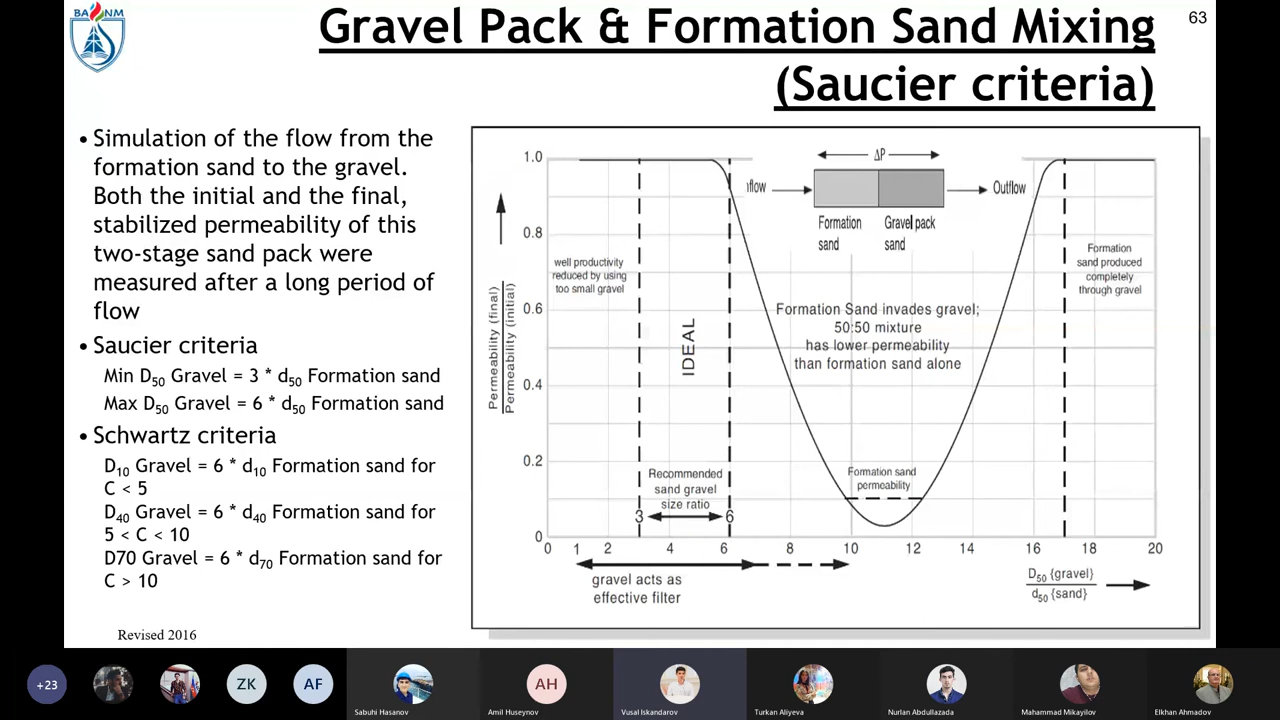 BANM
Gravel Pack & Formation Sand Mixing
(Saucier criteria)
63
• Simulation of the flow from the
formation sand to the gravel.
Both the initial and the final,
stabilized permeability of this
two-stage sand pack were
measured after a long period of
flow
• Saucier criteria
Min D50 Gravel = 3 * d50 Formation sand
Max D50 Gravel = 6 * d50 Formation sand
• Schwartz criteria
D10 Gravel = 6 * d10 Formation sand for
C < 5
D40 Gravel = 6 * d40 Formation sand for
5 < C < 10
D70 Gravel = 6 * d70 Formation sand for
C > 10
Revised 2016
Permeability (final)
Permeability (initial)
1.0
0.8
0.6
0.4
0.2
0
ΔP
nflow
Outflow
Formation
sand
Gravel pack
sand
well productivity
reduced by using
too small gravel
IDEAL
Formation Sand invades gravel;
50:50 mixture
has lower permeability
than formation sand alone
Formation
sand produced
completely
through gravel
Recommended
sand gravel
size ratio
3
6
Formation sand
permeability
0 1 2 4 6 8 10 12 14 16 18 20
gravel acts as
effective filter
D50 {gravel}
d50 {sand}
+23
ZK
AF
Sabuhi Hasanov
AH
Amil Huseynov
Vusal Iskandarov
Turkan Aliyeva
Nurlan Abdullazada
Mahammad Mikayilov
Elkhan Ahmadov